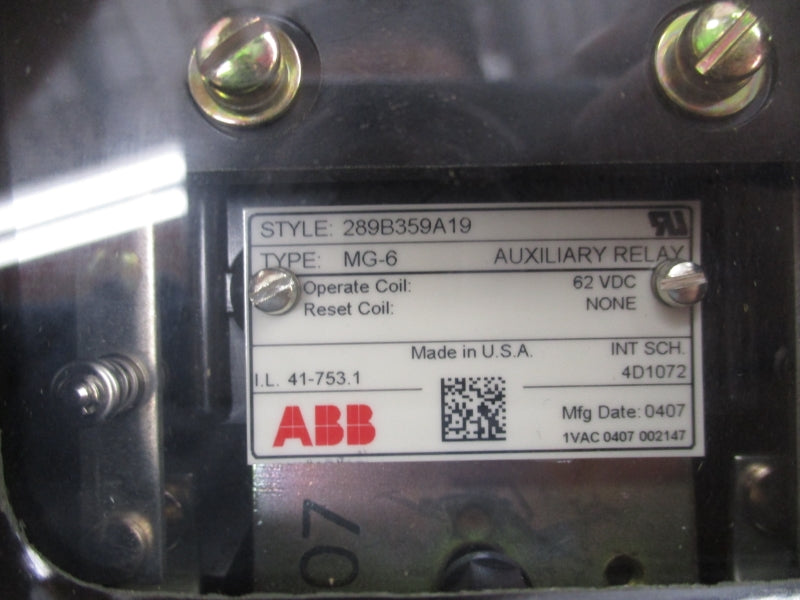 STYLE: 289B359A19
TYPE: MG-6 AUXILIARY RELAY
Operate Coil: 62 VDC
Reset Coil: NONE
Made in U.S.A. INT SCH.
I.L. 41-753.1 4D1072
ABB
Mfg Date: 0407
1VAC 0407 002147
07